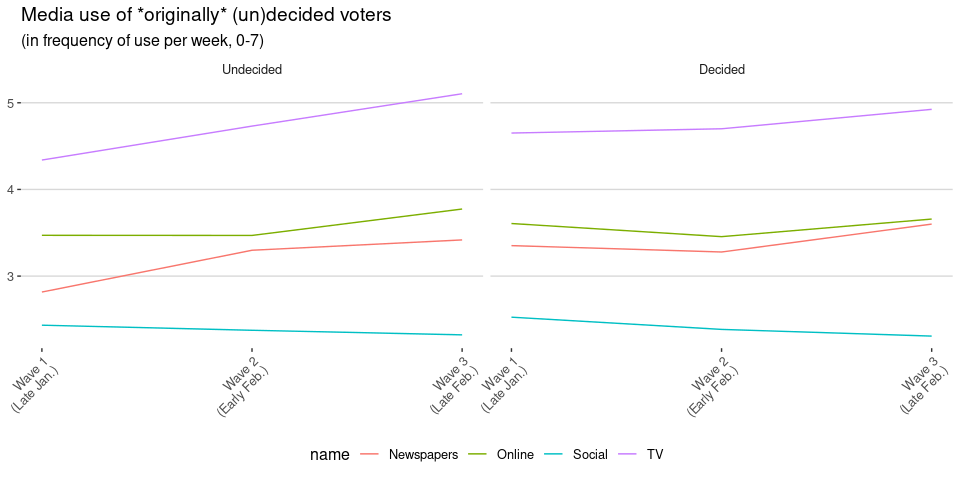 Media use of *originally* (un)decided voters
(in frequency of use per week, 0-7)
Undecided
Decided
5
4
3
Wave 1
(Late Jan.)
Wave 2
(Early Feb.)
Wave 3
(Late Feb.)
Wave 1
(Late Jan.)
Wave 2
(Early Feb.)
Wave 3
(Late Feb.)
name
Newspapers
Online
Social
TV